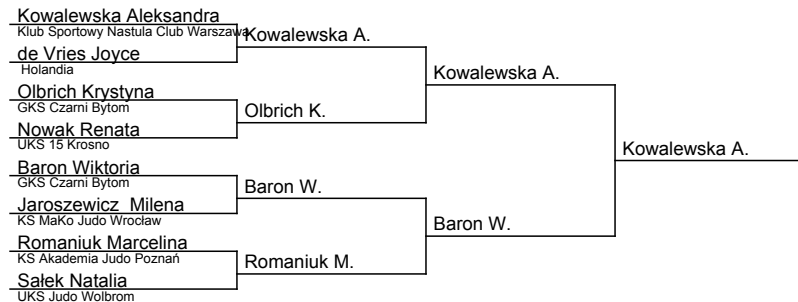 Kowalewska Aleksandra
Klub Sportowy Nastula Club Warszawa
de Vries Joyce
Holandia
Olbrich Krystyna
GKS Czarni Bytom
Nowak Renata
UKS 15 Krosno
Baron Wiktoria
GKS Czarni Bytom
Jaroszewicz Milena
KS MaKo Judo Wrocław
Romaniuk Marcelina
KS Akademia Judo Poznań
Sałek Natalia
UKS Judo Wolbrom
Kowalewska A.
Olbrich K.
Baron W.
Romaniuk M.
Kowalewska A.
Baron W.
Kowalewska A.